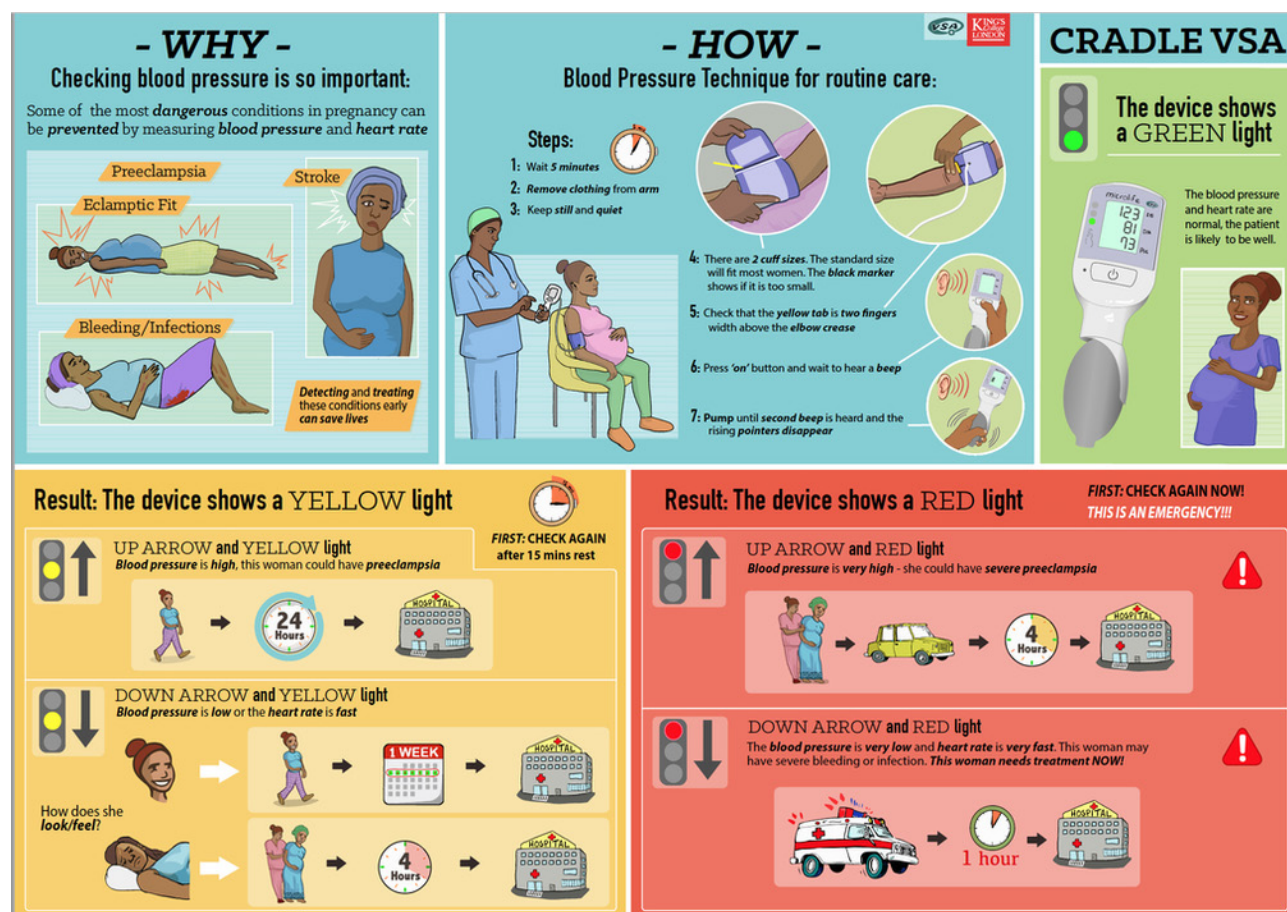 - WHY -
Checking blood pressure is so important:
Some of the most dangerous conditions in pregnancy can
be prevented by measuring blood pressure and heart rate
Preeclampsia
Eclamptic Fit
Stroke
Bleeding/Infections
Detecting and treating
these conditions early
can save lives
- HOW -
VSA
KING'S
College
LONDON
Blood Pressure Technique for routine care:
Steps:
1: Wait 5 minutes
2: Remove clothing from arm
3: Keep still and quiet
4: There are 2 cuff sizes. The standard size
will fit most women. The black marker
shows if it is too small.
5: Check that the yellow tab is two fingers
width above the elbow crease
6: Press 'on' button and wait to hear a beep
7: Pump until second beep is heard and the
rising pointers disappear
CRADLE VSA
The device shows
a GREEN light
microlife
123
81
73
The blood pressure
and heart rate are
normal, the patient
is likely to be well.
Result: The device shows a YELLOW light
FIRST: CHECK AGAIN
after 15 mins rest
UP ARROW and YELLOW light
Blood pressure is high, this woman could have preeclampsia
24
Hours
HOSPITAL
DOWN ARROW and YELLOW light
Blood pressure is low or the heart rate is fast
1 WEEK
HOSPITAL
How does she
look/feel?
4
Hours
HOSPITAL
Result: The device shows a RED light
FIRST: CHECK AGAIN NOW!
THIS IS AN EMERGENCY!!!
UP ARROW and RED light
Blood pressure is very high - she could have severe preeclampsia
4
Hours
HOSPITAL
DOWN ARROW and RED light
The blood pressure is very low and heart rate is very fast. This woman may
have severe bleeding or infection. This woman needs treatment NOW!
1 hour
HOSPITAL